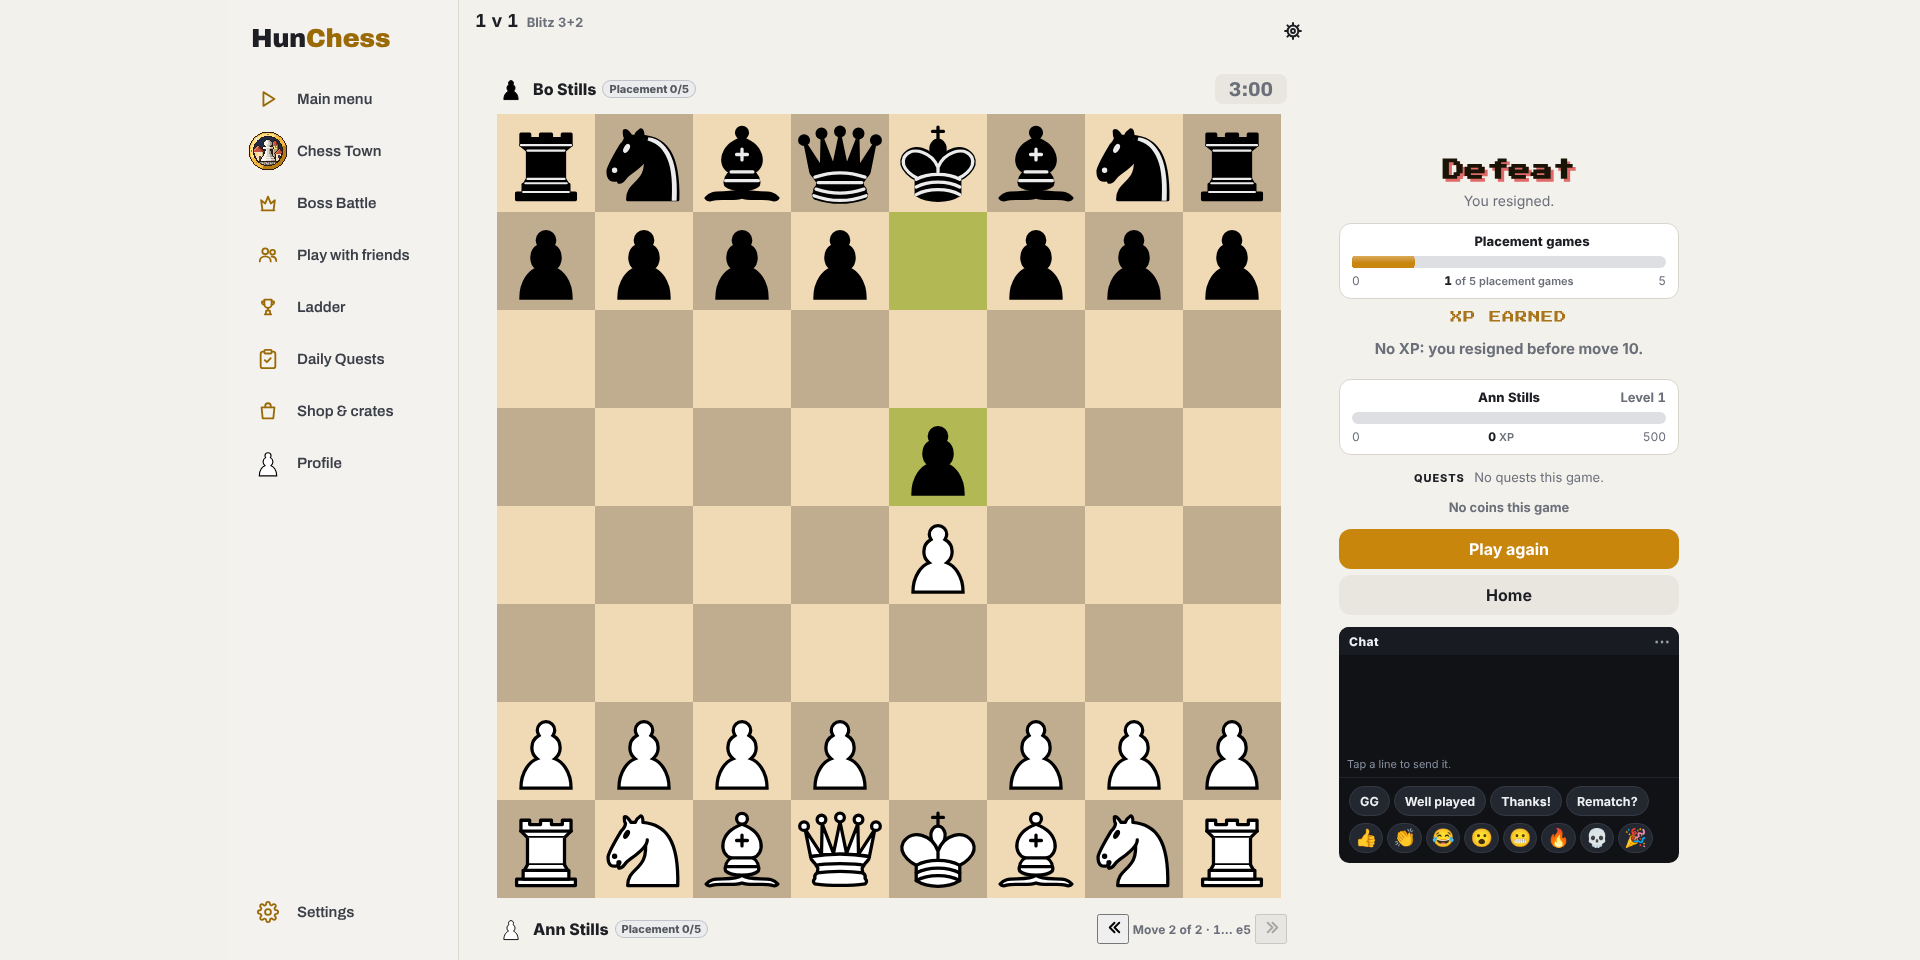 HunChess
Main menu
Chess Town
Boss Battle
Play with friends
Ladder
Daily Quests
Shop & crates
Profile
Settings
1 v 1 Blitz 3+2
Bo Stills Placement 0/5
3:00
Ann Stills Placement 0/5
Move 2 of 2 · 1... e5
Defeat
You resigned.
Placement games
0 1 of 5 placement games 5
XP EARNED
No XP: you resigned before move 10.
Ann Stills Level 1
0 0 XP 500
QUESTS No quests this game.
No coins this game
Play again
Home
Chat
Tap a line to send it.
GG Well played Thanks! Rematch?